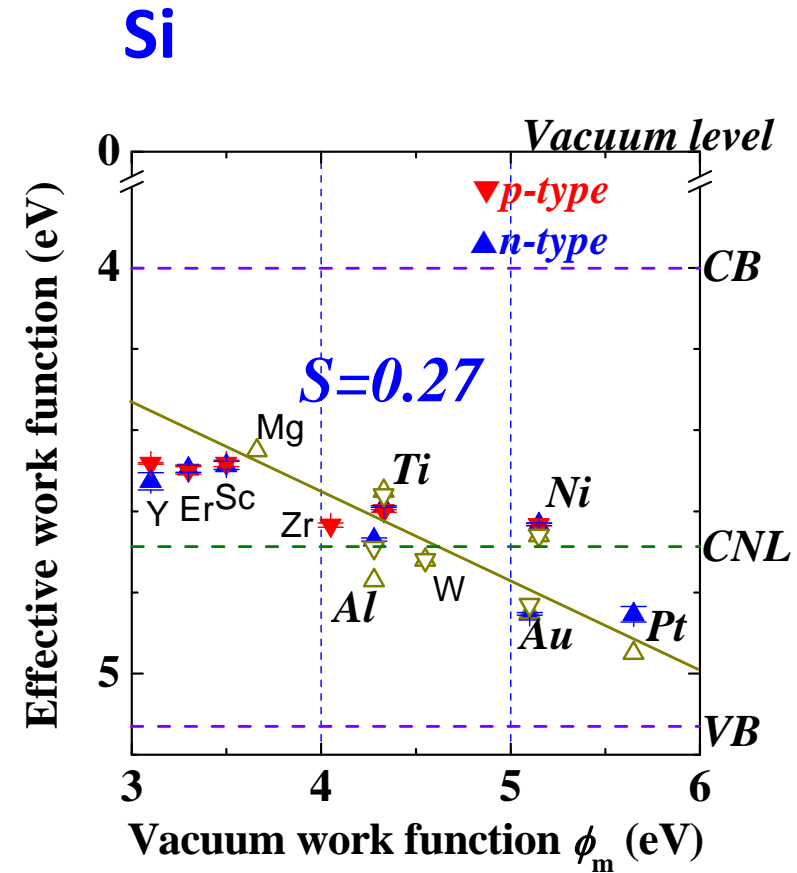 Si
Vacuum level
0
p-type
n-type
4
CB
S=0.27
Mg
Ti
Y
Er
Sc
Zr
Ni
CNL
Al
W
Au
Pt
5
VB
3
4
5
6
Effective work function (eV)
Vacuum work function ϕm (eV)